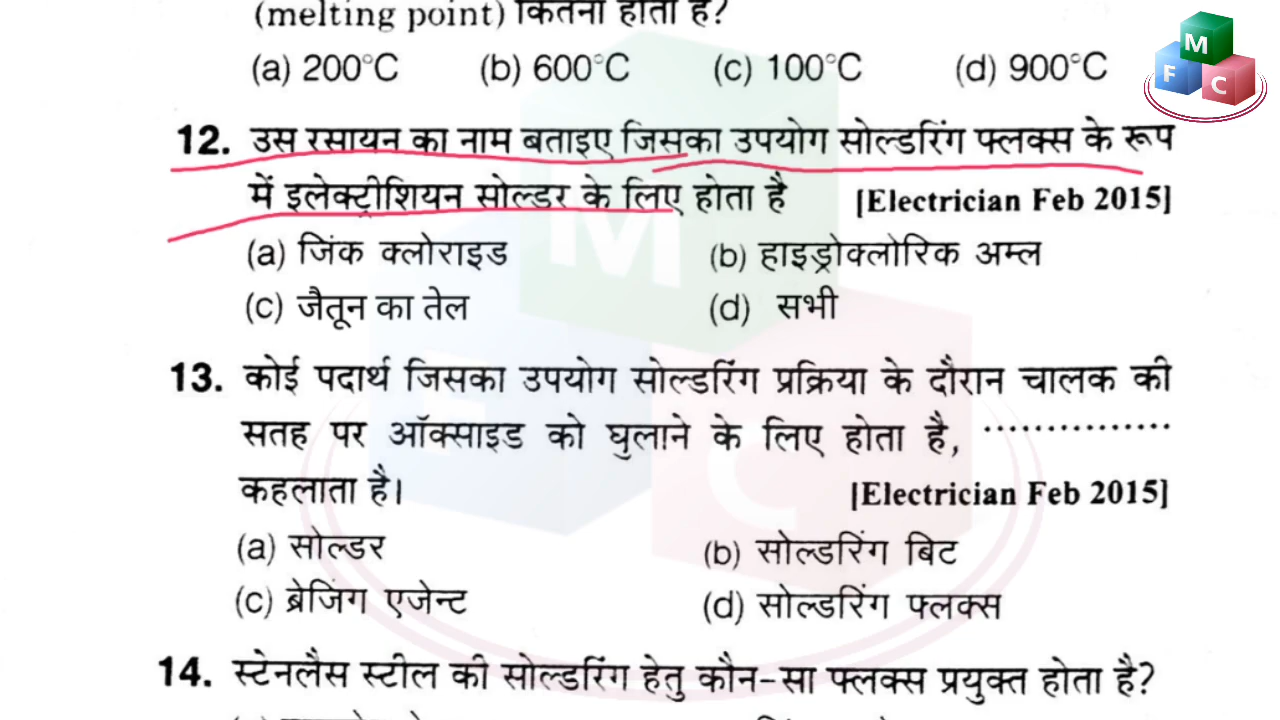 (melting point) कितना होता है?
(a) 200°C (b) 600°C (c) 100°C (d) 900°C
12. उस रसायन का नाम बताइए जिसका उपयोग सोल्डरिंग फ्लक्स के रूप
में इलेक्ट्रीशियन सोल्डर के लिए होता है [Electrician Feb 2015]
(a) जिंक क्लोराइड (b) हाइड्रोक्लोरिक अम्ल
(c) जैतून का तेल (d) सभी
13. कोई पदार्थ जिसका उपयोग सोल्डरिंग प्रक्रिया के दौरान चालक की
सतह पर ऑक्साइड को घुलाने के लिए होता है, ...............
कहलाता है। [Electrician Feb 2015]
(a) सोल्डर (b) सोल्डरिंग बिट
(c) ब्रेजिंग एजेन्ट (d) सोल्डरिंग फ्लक्स
14. स्टेनलैस स्टील की सोल्डरिंग हेतु कौन-सा फ्लक्स प्रयुक्त होता है?
M
F C
M
F C